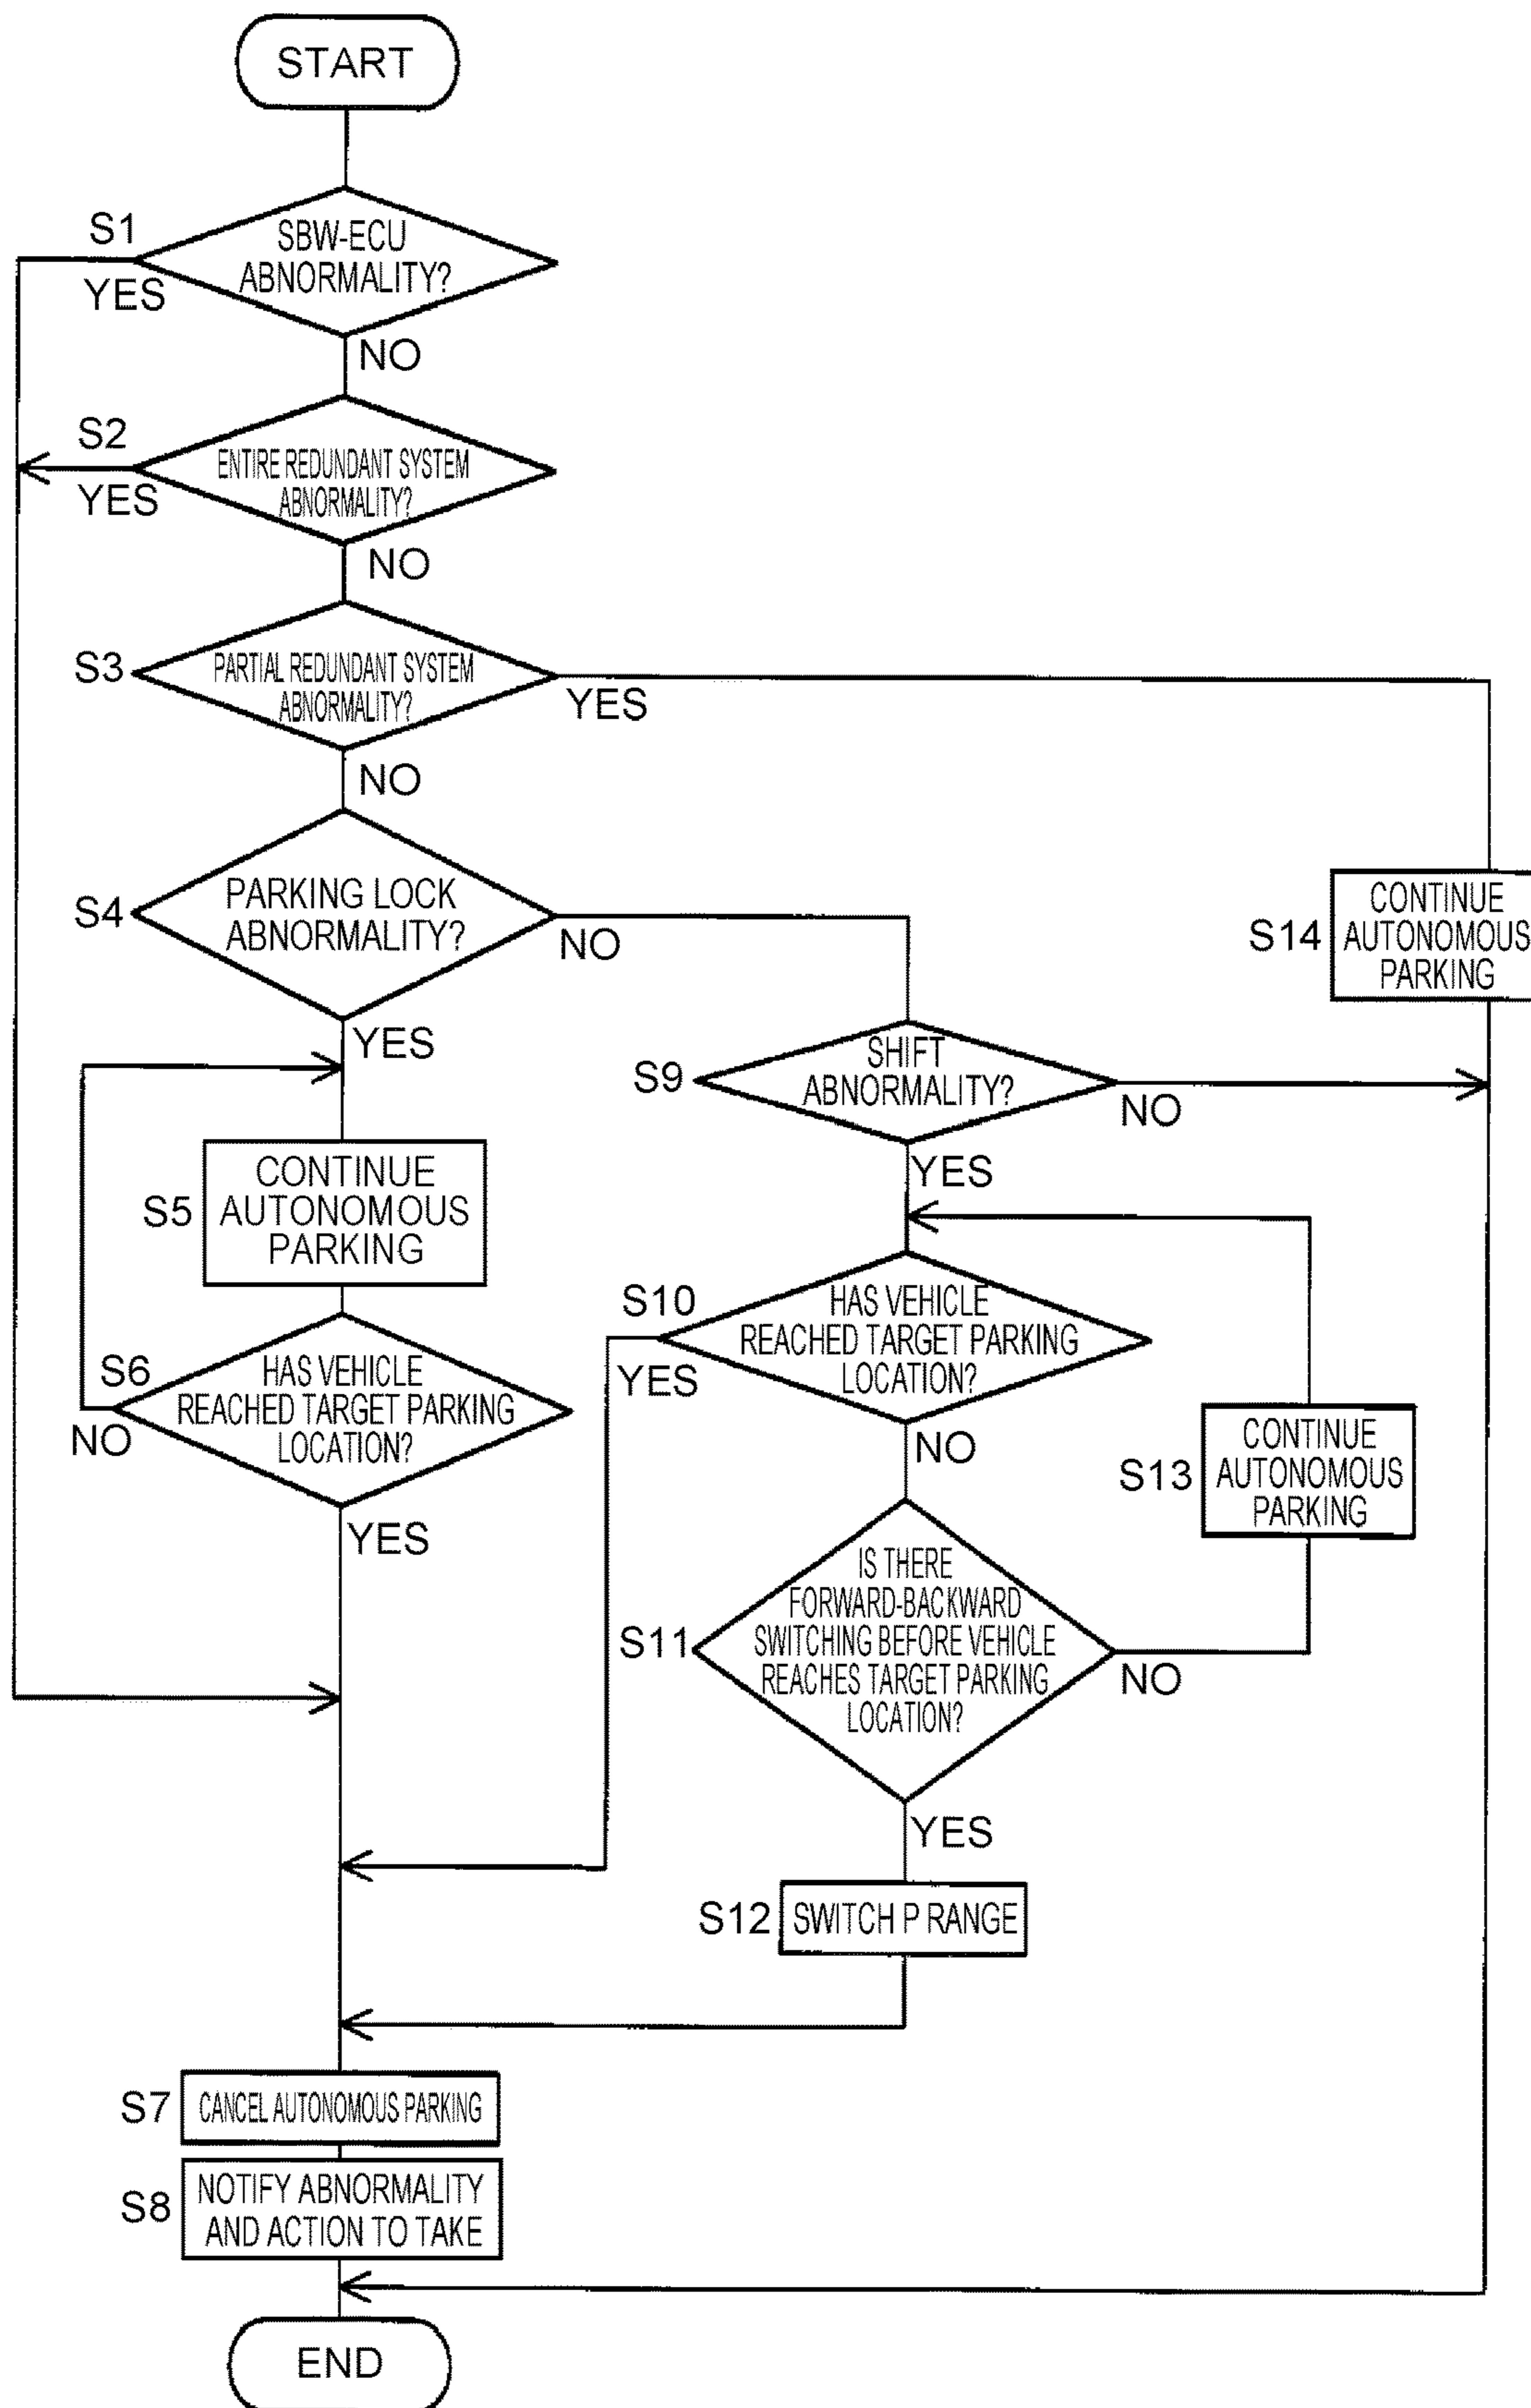 START
S1
SBW-ECU
ABNORMALITY?
YES
NO
S2
ENTIRE REDUNDANT SYSTEM
ABNORMALITY?
YES
NO
S3
PARTIAL REDUNDANT SYSTEM
ABNORMALITY?
YES
NO
S4
PARKING LOCK
ABNORMALITY?
NO
YES
S14
CONTINUE
AUTONOMOUS
PARKING
S9
SHIFT
ABNORMALITY?
NO
YES
S5
CONTINUE
AUTONOMOUS
PARKING
S6
HAS VEHICLE
REACHED TARGET PARKING
LOCATION?
NO
YES
S10
HAS VEHICLE
REACHED TARGET PARKING
LOCATION?
YES
NO
S13
CONTINUE
AUTONOMOUS
PARKING
S11
IS THERE
FORWARD-BACKWARD
SWITCHING BEFORE VEHICLE
REACHES TARGET PARKING
LOCATION?
NO
YES
S12
SWITCH P RANGE
S7
CANCEL AUTONOMOUS PARKING
S8
NOTIFY ABNORMALITY
AND ACTION TO TAKE
END